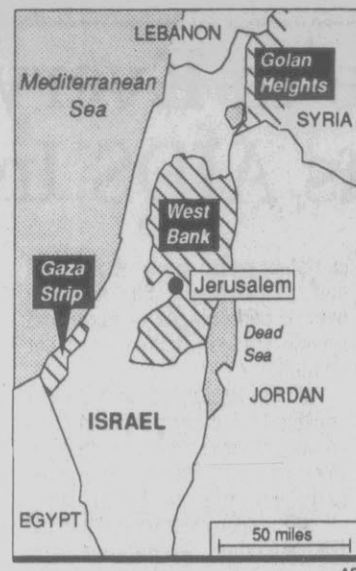 LEBANON
Golan
Heights
Mediterranean
Sea
SYRIA
West
Bank
Gaza
Strip
Jerusalem
Dead
Sea
JORDAN
ISRAEL
EGYPT
50 miles